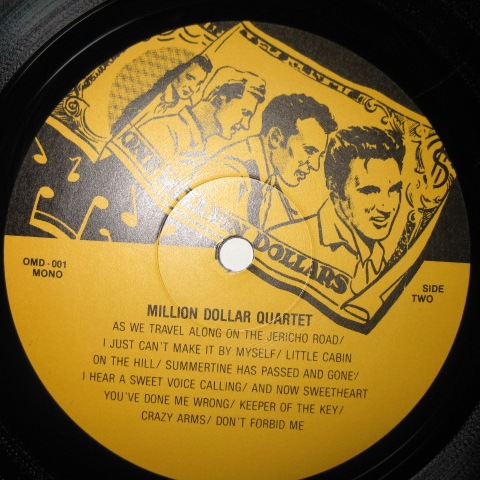 ONE MILLION DOLLARS
OMD - 001
MONO
SIDE
TWO
MILLION DOLLAR QUARTET
AS WE TRAVEL ALONG ON THE JERICHO ROAD/
I JUST CAN'T MAKE IT BY MYSELF/ LITTLE CABIN
ON THE HILL/ SUMMERTINE HAS PASSED AND GONE/
I HEAR A SWEET VOICE CALLING/ AND NOW SWEETHEART
YOU'VE DONE ME WRONG/ KEEPER OF THE KEY/
CRAZY ARMS/ DON'T FORBID ME